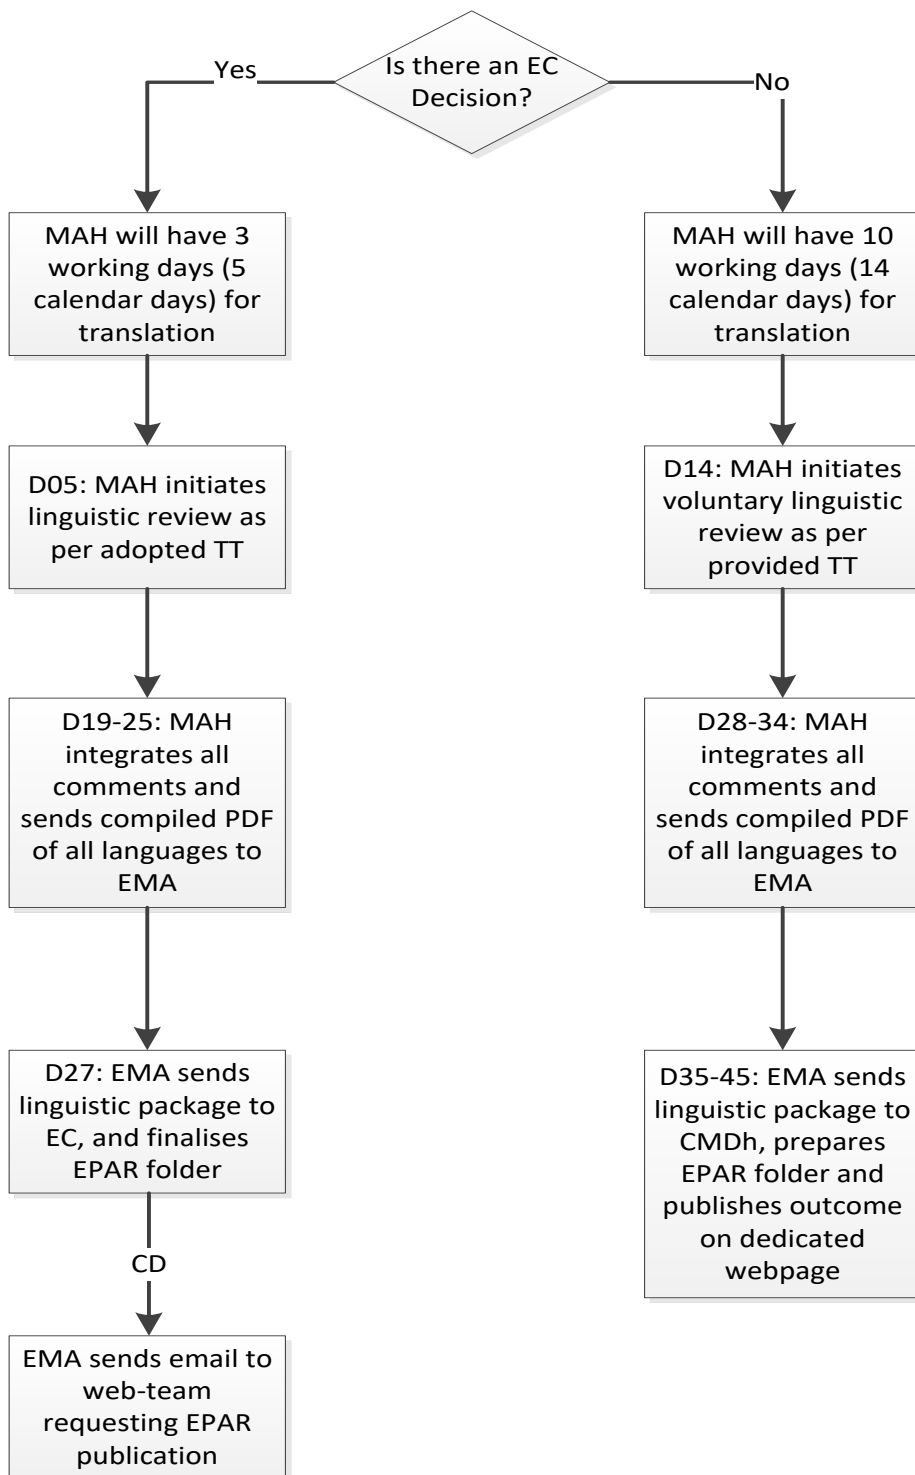 Is there an EC
Decision?
Yes
No
MAH will have 3
working days (5
calendar days) for
translation
MAH will have 10
working days (14
calendar days) for
translation
D05: MAH initiates
linguistic review as
per adopted TT
D14: MAH initiates
voluntary linguistic
review as per
provided TT
D19-25: MAH
integrates all
comments and
sends compiled PDF
of all languages to
EMA
D28-34: MAH
integrates all
comments and
sends compiled PDF
of all languages to
EMA
D27: EMA sends
linguistic package to
EC, and finalises
EPAR folder
D35-45: EMA sends
linguistic package to
CMDh, prepares
EPAR folder and
publishes outcome
on dedicated
webpage
CD
EMA sends email to
web-team
requesting EPAR
publication